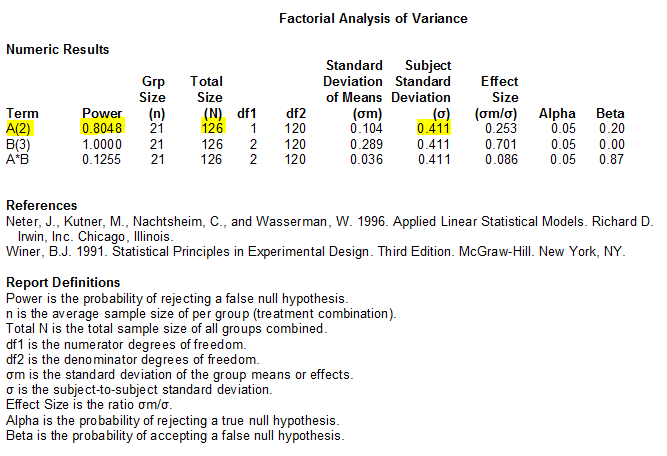 Factorial Analysis of Variance
Numeric Results
Standard Subject
Deviation Standard
Grp Total of Means Deviation Effect
Size Size (σm) (σ) Size
Term Power (n) (N) df1 df2 (σm/σ) Alpha Beta
A(2) 0.8048 21 126 1 120 0.104 0.411 0.253 0.05 0.20
B(3) 1.0000 21 126 2 120 0.289 0.411 0.701 0.05 0.00
A*B 0.1255 21 126 2 120 0.036 0.411 0.086 0.05 0.87
References
Neter, J., Kutner, M., Nachtsheim, C., and Wasserman, W. 1996. Applied Linear Statistical Models. Richard D.
Irwin, Inc. Chicago, Illinois.
Winer, B.J. 1991. Statistical Principles in Experimental Design. Third Edition. McGraw-Hill. New York, NY.
Report Definitions
Power is the probability of rejecting a false null hypothesis.
n is the average sample size of per group (treatment combination).
Total N is the total sample size of all groups combined.
df1 is the numerator degrees of freedom.
df2 is the denominator degrees of freedom.
σm is the standard deviation of the group means or effects.
σ is the subject-to-subject standard deviation.
Effect Size is the ratio σm/σ.
Alpha is the probability of rejecting a true null hypothesis.
Beta is the probability of accepting a false null hypothesis.